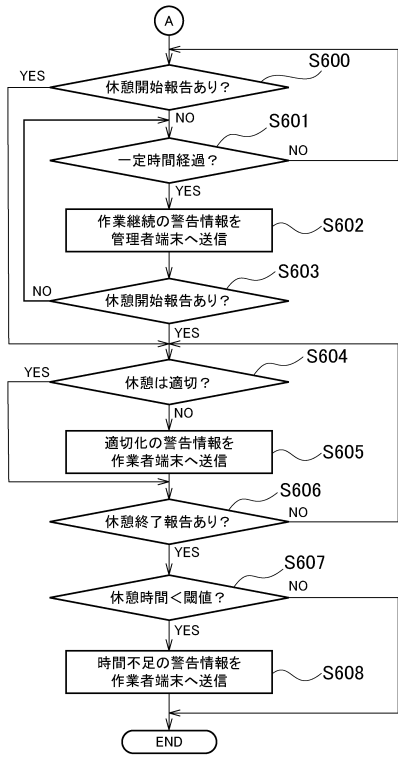 A
S600
YES
休憩開始報告あり？
NO
S601
一定時間経過？
NO
YES
作業継続の警告情報を
管理者端末へ送信
S602
S603
休憩開始報告あり？
NO
YES
S604
YES
休憩は適切？
NO
適切化の警告情報を
作業者端末へ送信
S605
S606
休憩終了報告あり？
NO
YES
S607
NO
休憩時間＜閾値？
YES
時間不足の警告情報を
作業者端末へ送信
S608
END